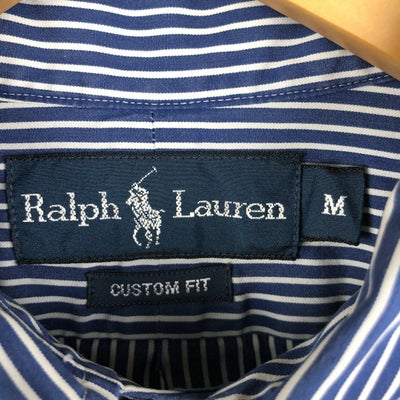 Ralph Lauren M
CUSTOM FIT